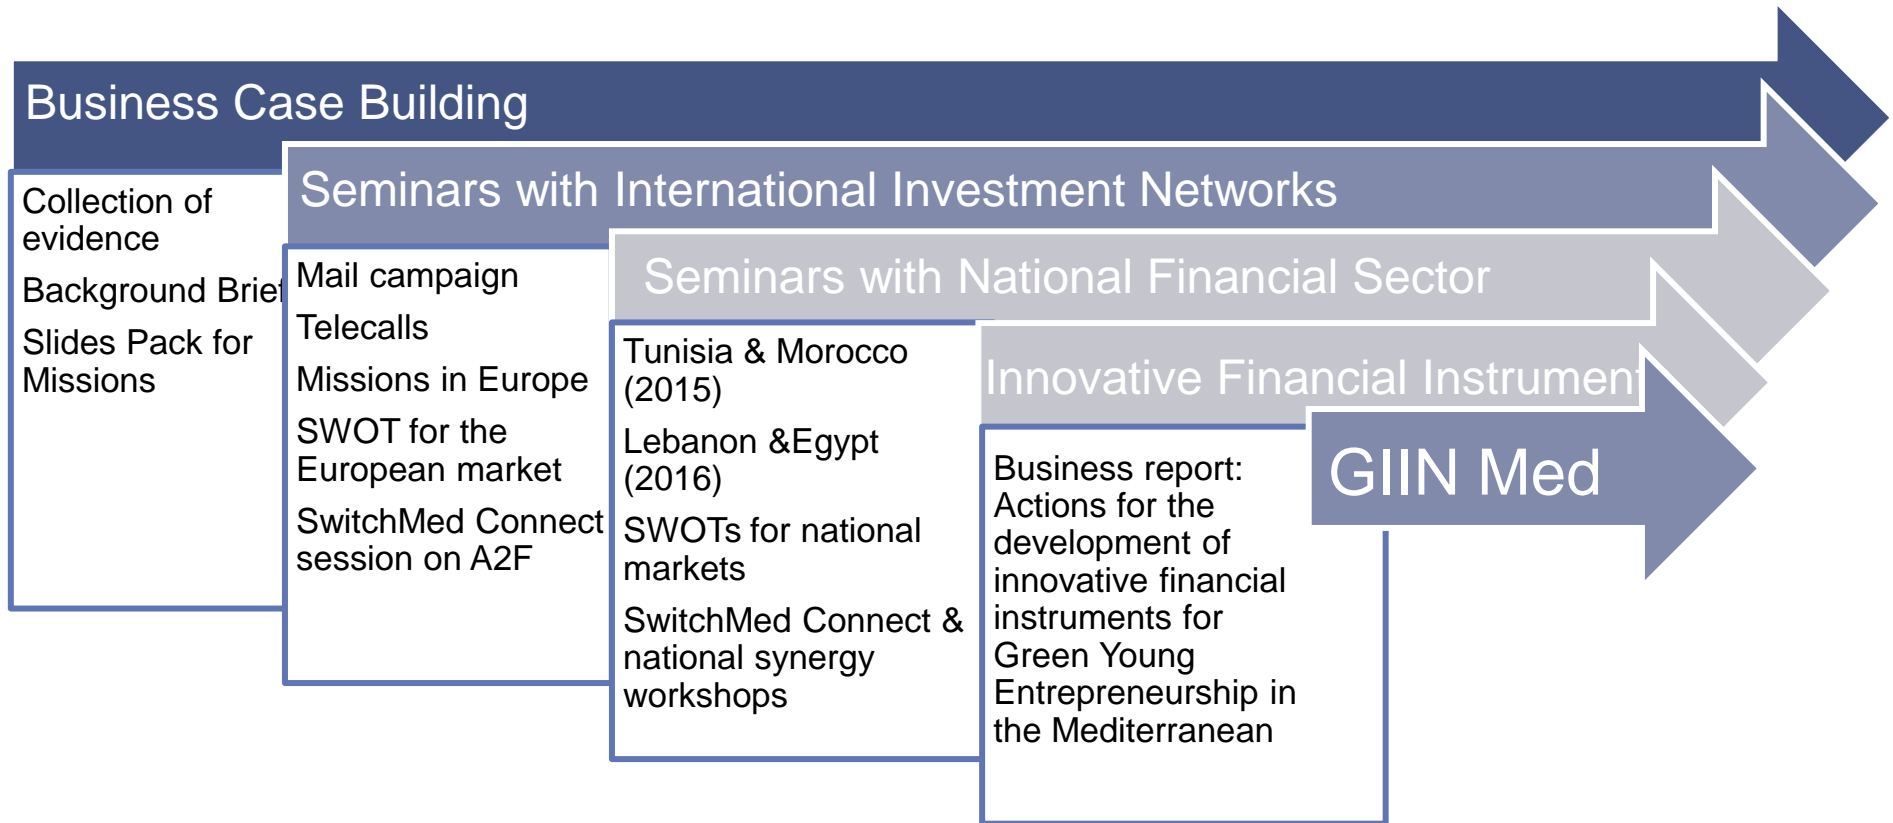 Business Case Building
Collection of
evidence
Background Brief
Slides Pack for
Missions
Seminars with International Investment Networks
Mail campaign
Telecalls
Missions in Europe
SWOT for the
European market
SwitchMed Connect
session on A2F
Seminars with National Financial Sector
Tunisia & Morocco
(2015)
Lebanon &Egypt
(2016)
SWOTs for national
markets
SwitchMed Connect &
national synergy
workshops
Innovative Financial Instrument
Business report:
Actions for the
development of
innovative financial
instruments for
Green Young
Entrepreneurship in
the Mediterranean
GIIN Med